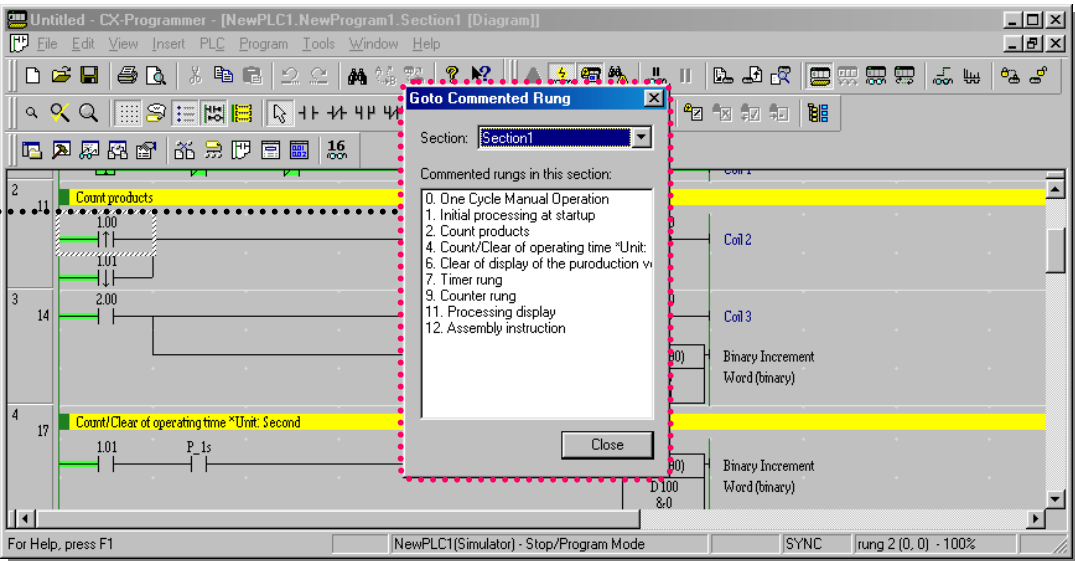 Untitled - CX-Programmer - [NewPLC1.NewProgram1.Section1 [Diagram]]
File Edit View Insert PLC Program Tools Window Help
Goto Commented Rung
Section: Section1
Commented rungs in this section:
0. One Cycle Manual Operation
1. Initial processing at startup
2. Count products
4. Count/Clear of operating time *Unit:
6. Clear of display of the puroduction v
7. Timer rung
9. Counter rung
11. Processing display
12. Assembly instruction
Close
16
2
11
Count products
1.00
Coil 2
1.01
3
14
2.00
Coil 3
Binary Increment
Word (binary)
4
17
Count/Clear of operating time *Unit: Second
1.01
P_1s
Binary Increment
D100
Word (binary)
&0
For Help, press F1
NewPLC1(Simulator) - Stop/Program Mode
SYNC
rung 2 (0, 0) - 100%